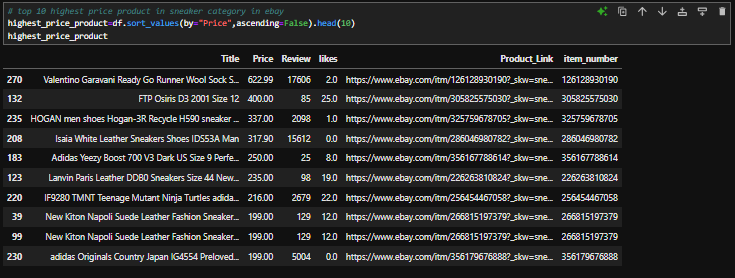 # top 10 highest price product in sneaker category in ebay
highest_price_product=df.sort_values(by="Price",ascending=False).head(10)
highest_price_product
Title Price Review likes Product_Link item_number
270 Valentino Garavani Ready Go Runner Wool Sock S... 622.99 17606 2.0 https://www.ebay.com/itm/126128930190?_skw=sne... 126128930190
132 FTP Osiris D3 2001 Size 12 400.00 85 25.0 https://www.ebay.com/itm/305825575030?_skw=sne... 305825575030
235 HOGAN men shoes Hogan-3R Recycle H590 sneaker ... 337.00 2098 1.0 https://www.ebay.com/itm/325759678705?_skw=sne... 325759678705
208 Isaia White Leather Sneakers Shoes IDS53A Man 317.90 15612 0.0 https://www.ebay.com/itm/286046980782?_skw=sne... 286046980782
183 Adidas Yeezy Boost 700 V3 Dark US Size 9 Perfe... 250.00 25 8.0 https://www.ebay.com/itm/356167788614?_skw=sne... 356167788614
123 Lanvin Paris Leather DDB0 Sneakers Size 44 New... 235.00 98 19.0 https://www.ebay.com/itm/226263810824?_skw=sne... 226263810824
220 IF9280 TMNT Teenage Mutant Ninja Turtles adida... 216.00 2679 22.0 https://www.ebay.com/itm/256454467058?_skw=sne... 256454467058
39 New Kiton Napoli Suede Leather Fashion Sneaker... 199.00 129 12.0 https://www.ebay.com/itm/266815197379?_skw=sne... 266815197379
99 New Kiton Napoli Suede Leather Fashion Sneaker... 199.00 129 12.0 https://www.ebay.com/itm/266815197379?_skw=sne... 266815197379
230 adidas Originals Country Japan IG4554 Preloved... 199.00 5004 0.0 https://www.ebay.com/itm/356179676888?_skw=sne... 356179676888